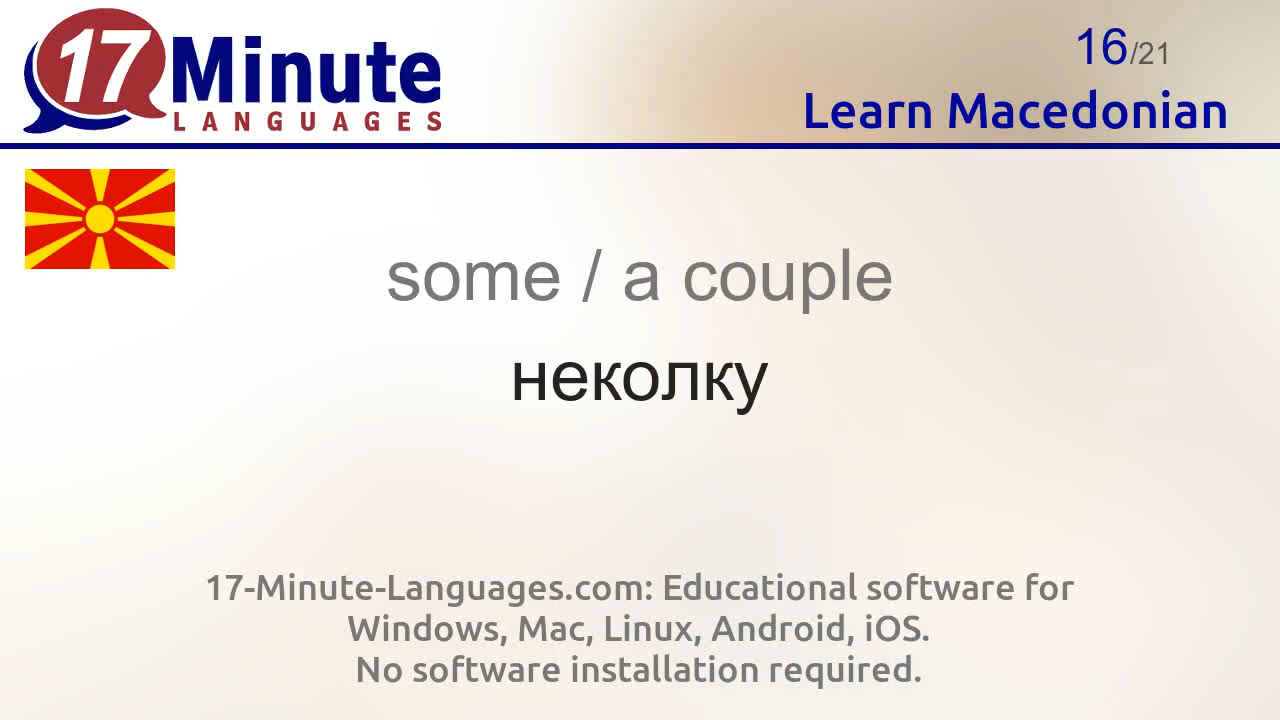 17 Minute
LANGUAGES
16/21
Learn Macedonian
some / a couple
неколку
17-Minute-Languages.com: Educational software for
Windows, Mac, Linux, Android, iOS.
No software installation required.